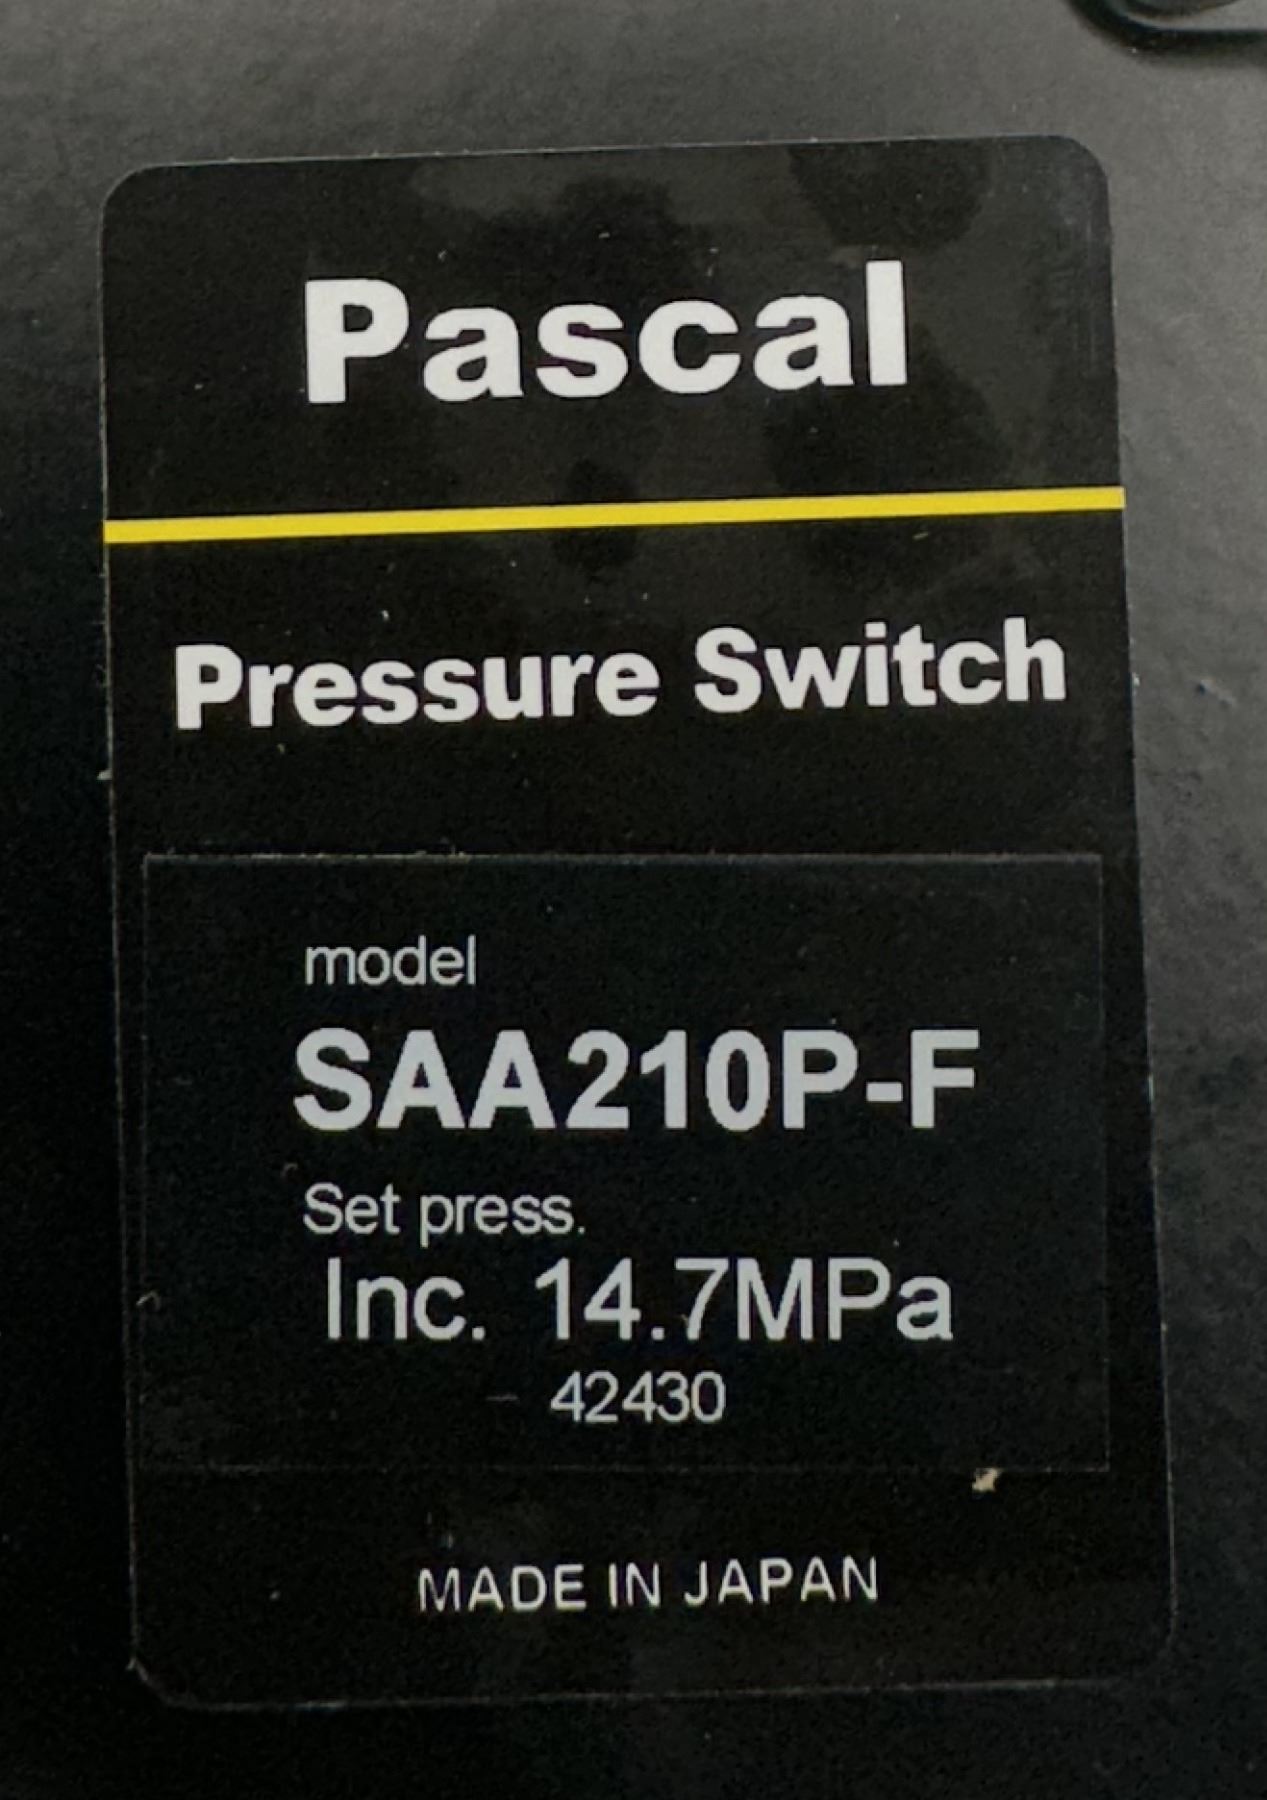 Pascal
Pressure Switch
model
SAA210P-F
Set press.
Inc. 14.7MPa
42430
MADE IN JAPAN